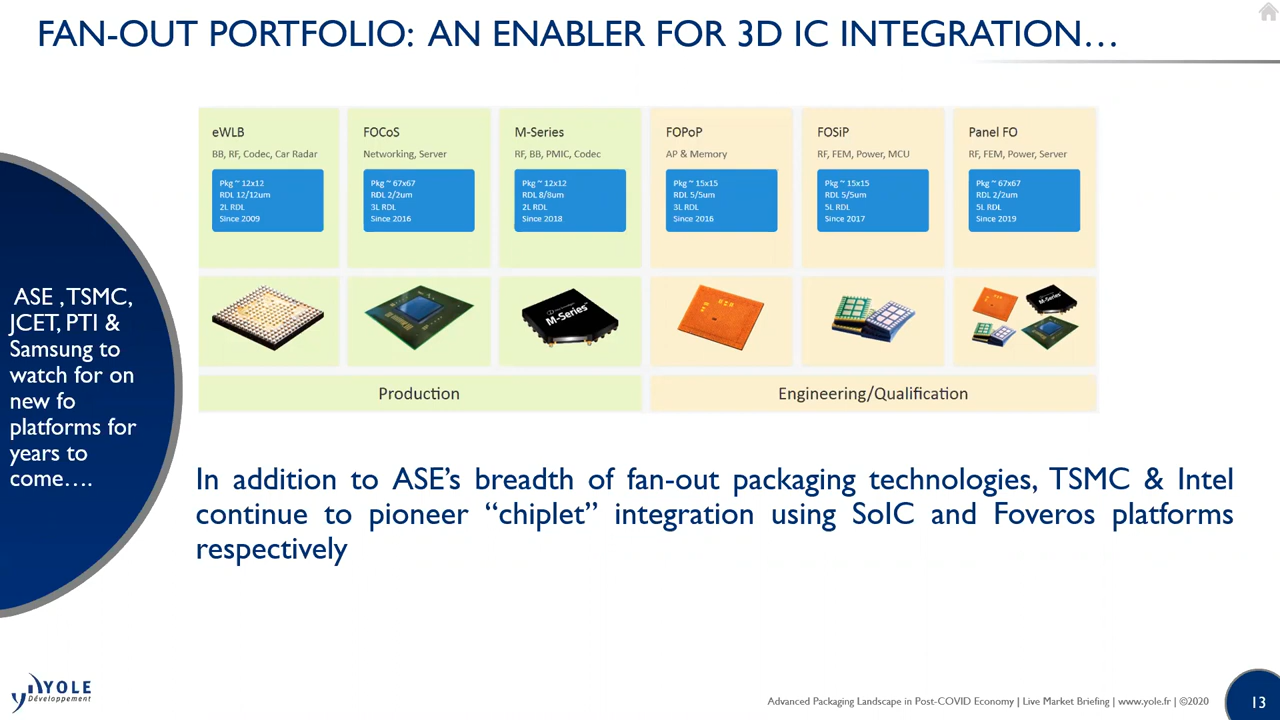 FAN-OUT PORTFOLIO: AN ENABLER FOR 3D IC INTEGRATION…
eWLB
BB, RF, Codec, Car Radar
Pkg ~ 12x12
RDL 12/12um
2L RDL
Since 2009
FOCoS
Networking, Server
Pkg ~ 67x67
RDL 2/2um
3L RDL
Since 2016
M-Series
RF, BB, PMIC, Codec
Pkg ~ 12x12
RDL 8/8um
2L RDL
Since 2018
FOPoP
AP & Memory
Pkg ~ 15x15
RDL 5/5um
3L RDL
Since 2016
FOSiP
RF, FEM, Power, MCU
Pkg ~ 15x15
RDL 5/5um
5L RDL
Since 2017
Panel FO
RF, FEM, Power, Server
Pkg ~ 67x67
RDL 2/2um
5L RDL
Since 2019
M-Series
M-Series
Production
Engineering/Qualification
ASE ,TSMC,
JCET, PTI &
Samsung to
watch for on
new fo
platforms for
years to
come….
In addition to ASE’s breadth of fan-out packaging technologies, TSMC & Intel
continue to pioneer “chiplet” integration using SoIC and Foveros platforms
respectively
YOLE
Développement
Advanced Packaging Landscape in Post-COVID Economy | Live Market Briefing | www.yole.fr | ©2020
13